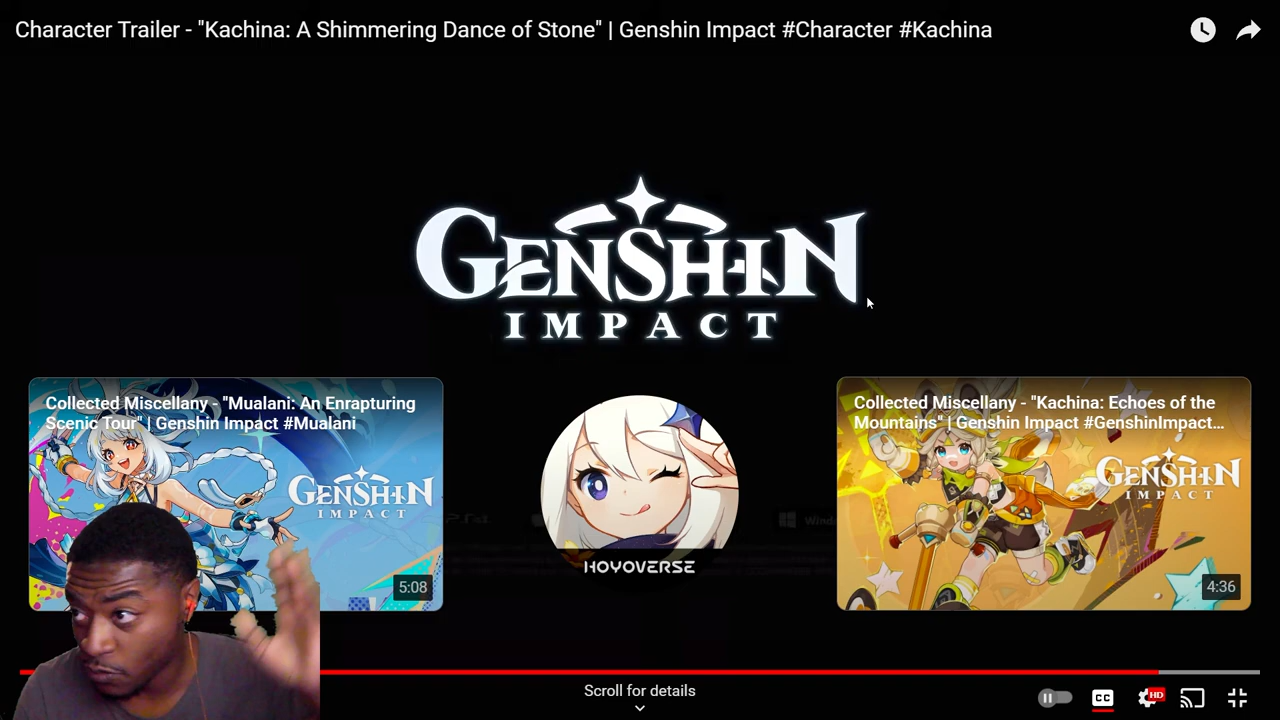 Character Trailer - "Kachina: A Shimmering Dance of Stone" | Genshin Impact #Character #Kachina
GENSHIN
IMPACT
Collected Miscellany - "Mualani: An Enrapturing
Scenic Tour" | Genshin Impact #Mualani
GENSHIN
IMPACT
5:08
HOYOVERSE
Collected Miscellany - "Kachina: Echoes of the
Mountains" | Genshin Impact #GenshinImpact...
GENSHIN
IMPACT
4:36
Scroll for details
CC
HD